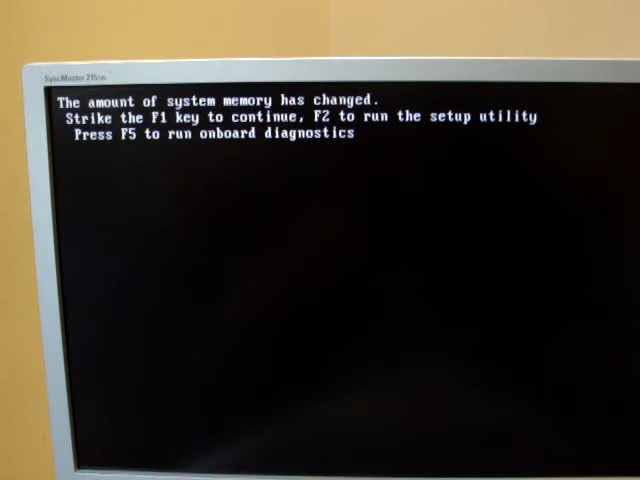 SyncMaster 215tw
The amount of system memory has changed.
Strike the F1 key to continue, F2 to run the setup utility
Press F5 to run onboard diagnostics